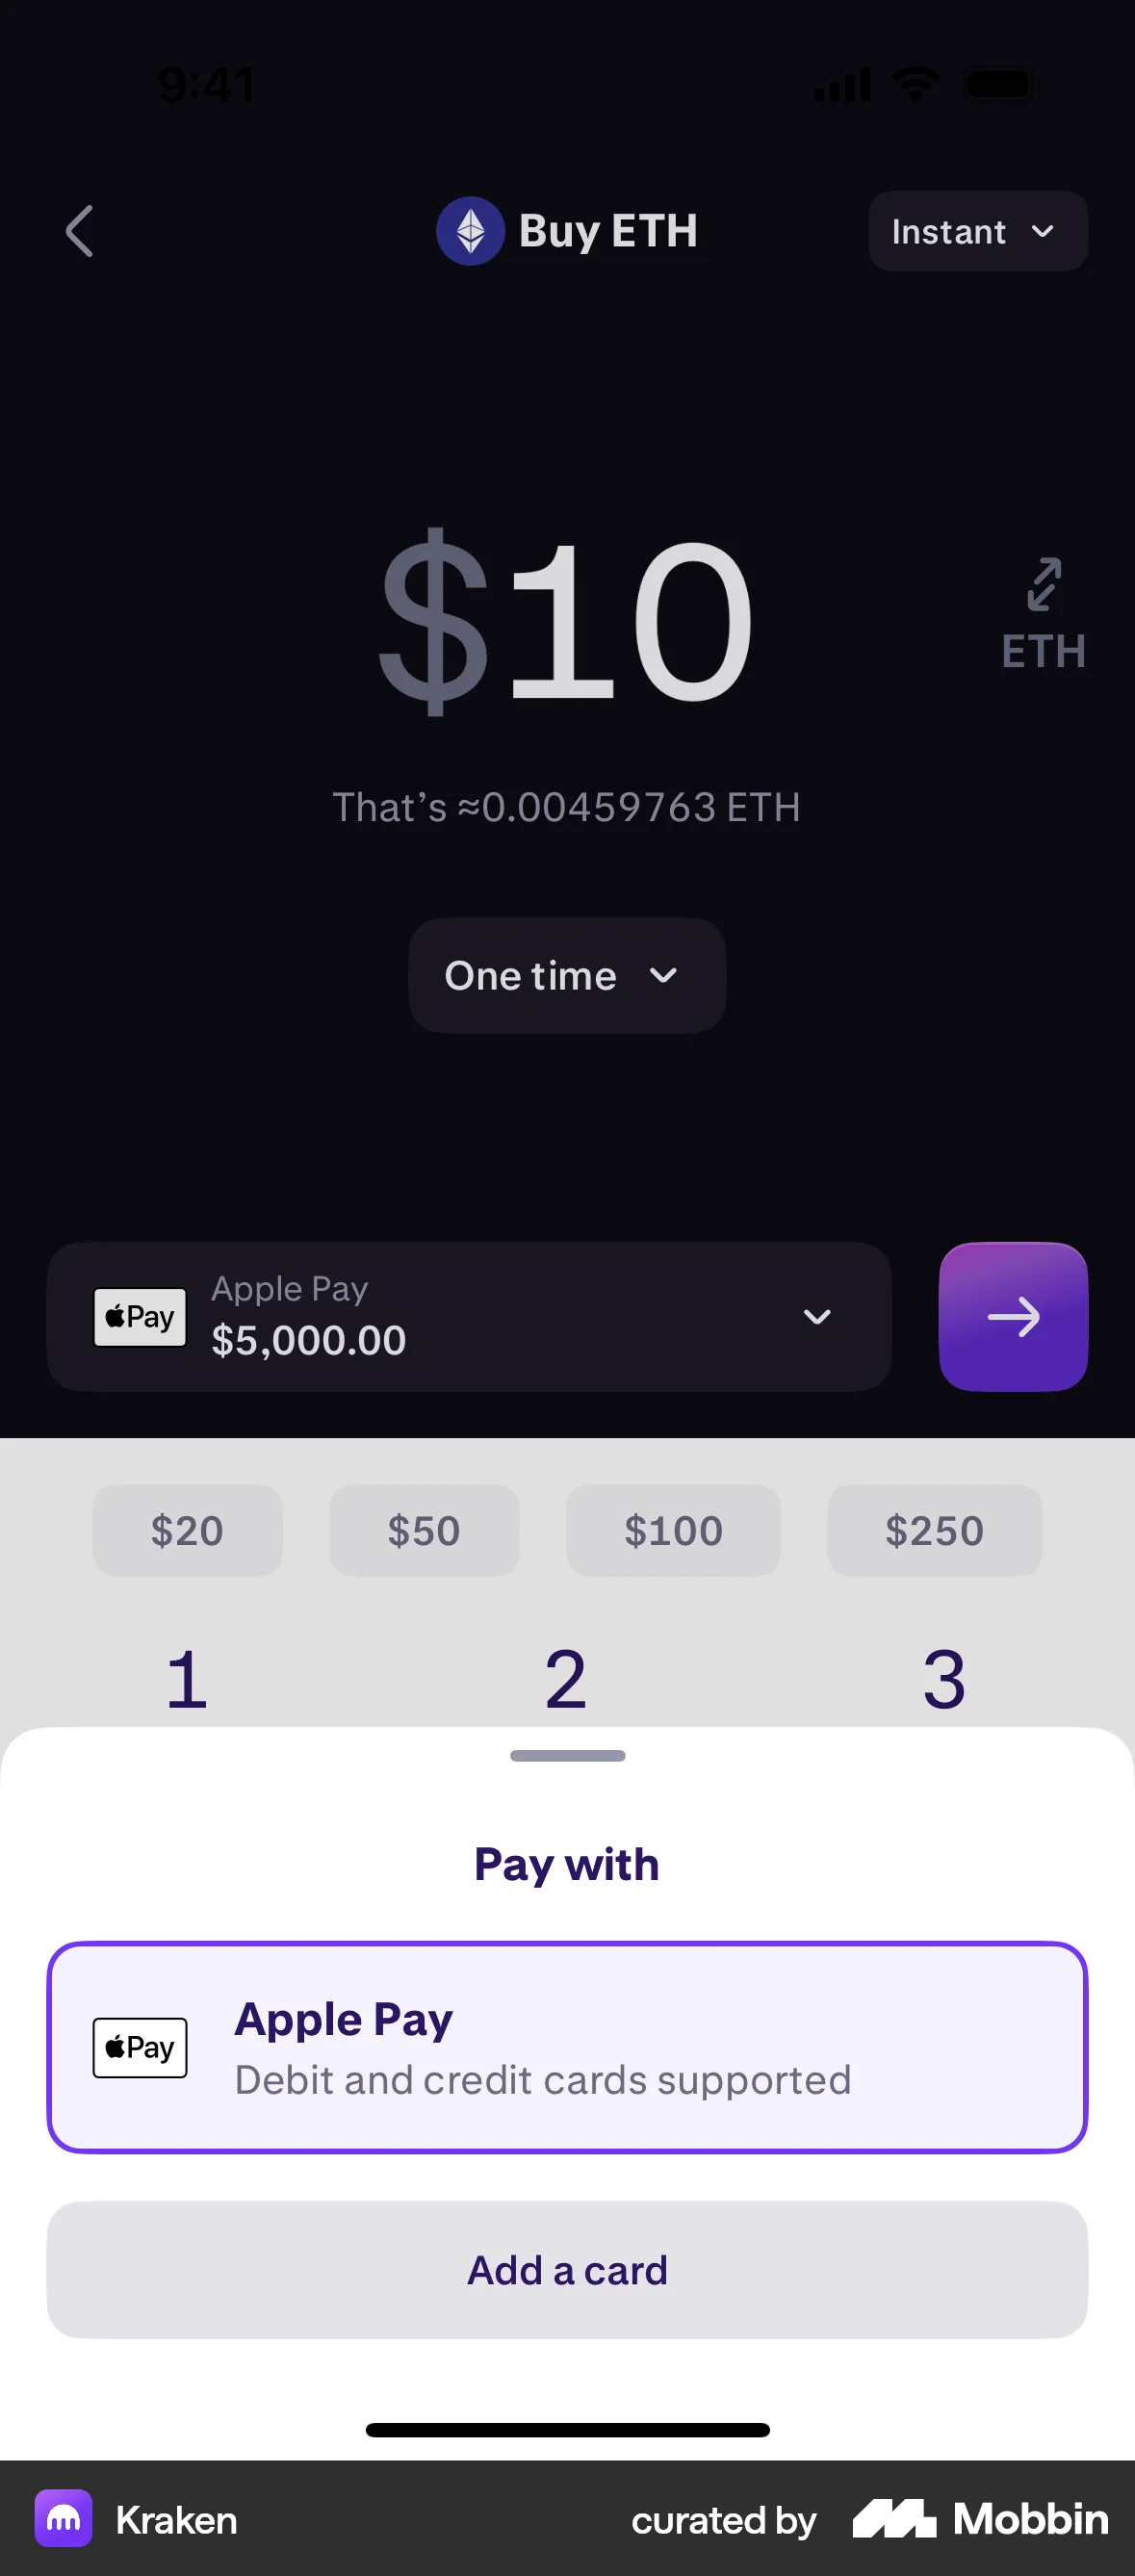 9:41
Buy ETH
Instant
$10
ETH
That’s ≈0.00459763 ETH
One time
Pay
Apple Pay
$5,000.00
$20 $50 $100 $250
1 2 3
Pay with
Pay
Apple Pay
Debit and credit cards supported
Add a card
Kraken
curated by Mobbin